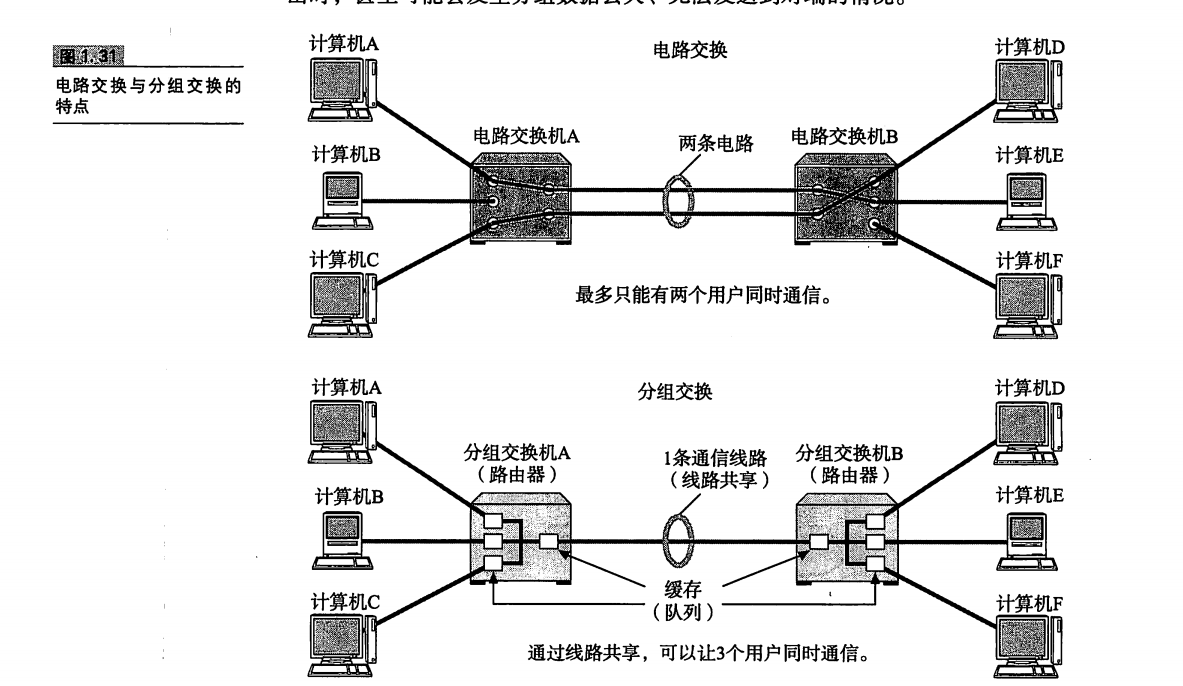 图1.31
电路交换与分组交换的
特点
电路交换
计算机A
计算机D
电路交换机A
两条电路
电路交换机B
计算机B
计算机E
计算机C
计算机F
最多只能有两个用户同时通信。
分组交换
计算机A
计算机D
分组交换机A
（路由器）
1条通信线路
（线路共享）
分组交换机B
（路由器）
计算机B
计算机E
缓存
（队列）
计算机C
计算机F
通过线路共享，可以让3个用户同时通信。